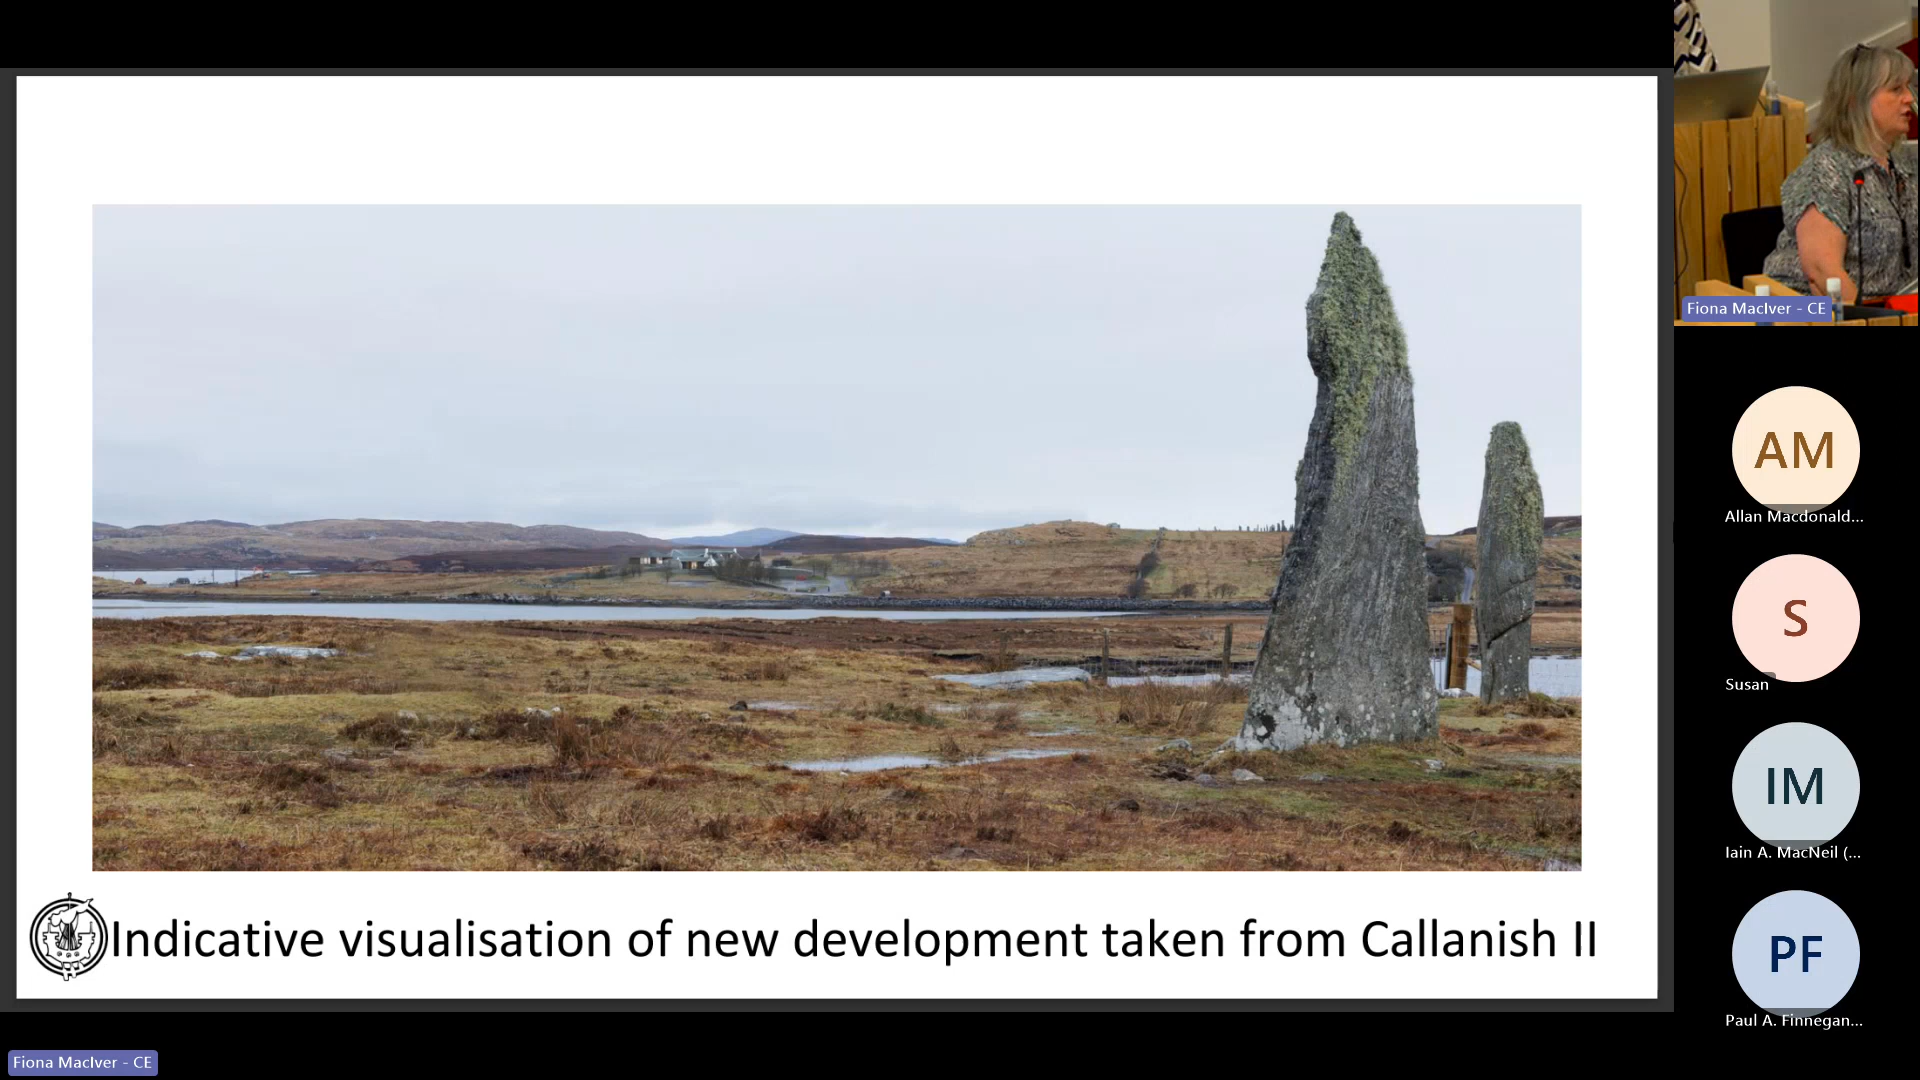 Indicative visualisation of new development taken from Callanish II
Fiona MacIver - CE
AM
Allan Macdonald...
S
Susan
IM
Iain A. MacNeil (...
PF
Paul A. Finnegan...
Fiona MacIver - CE